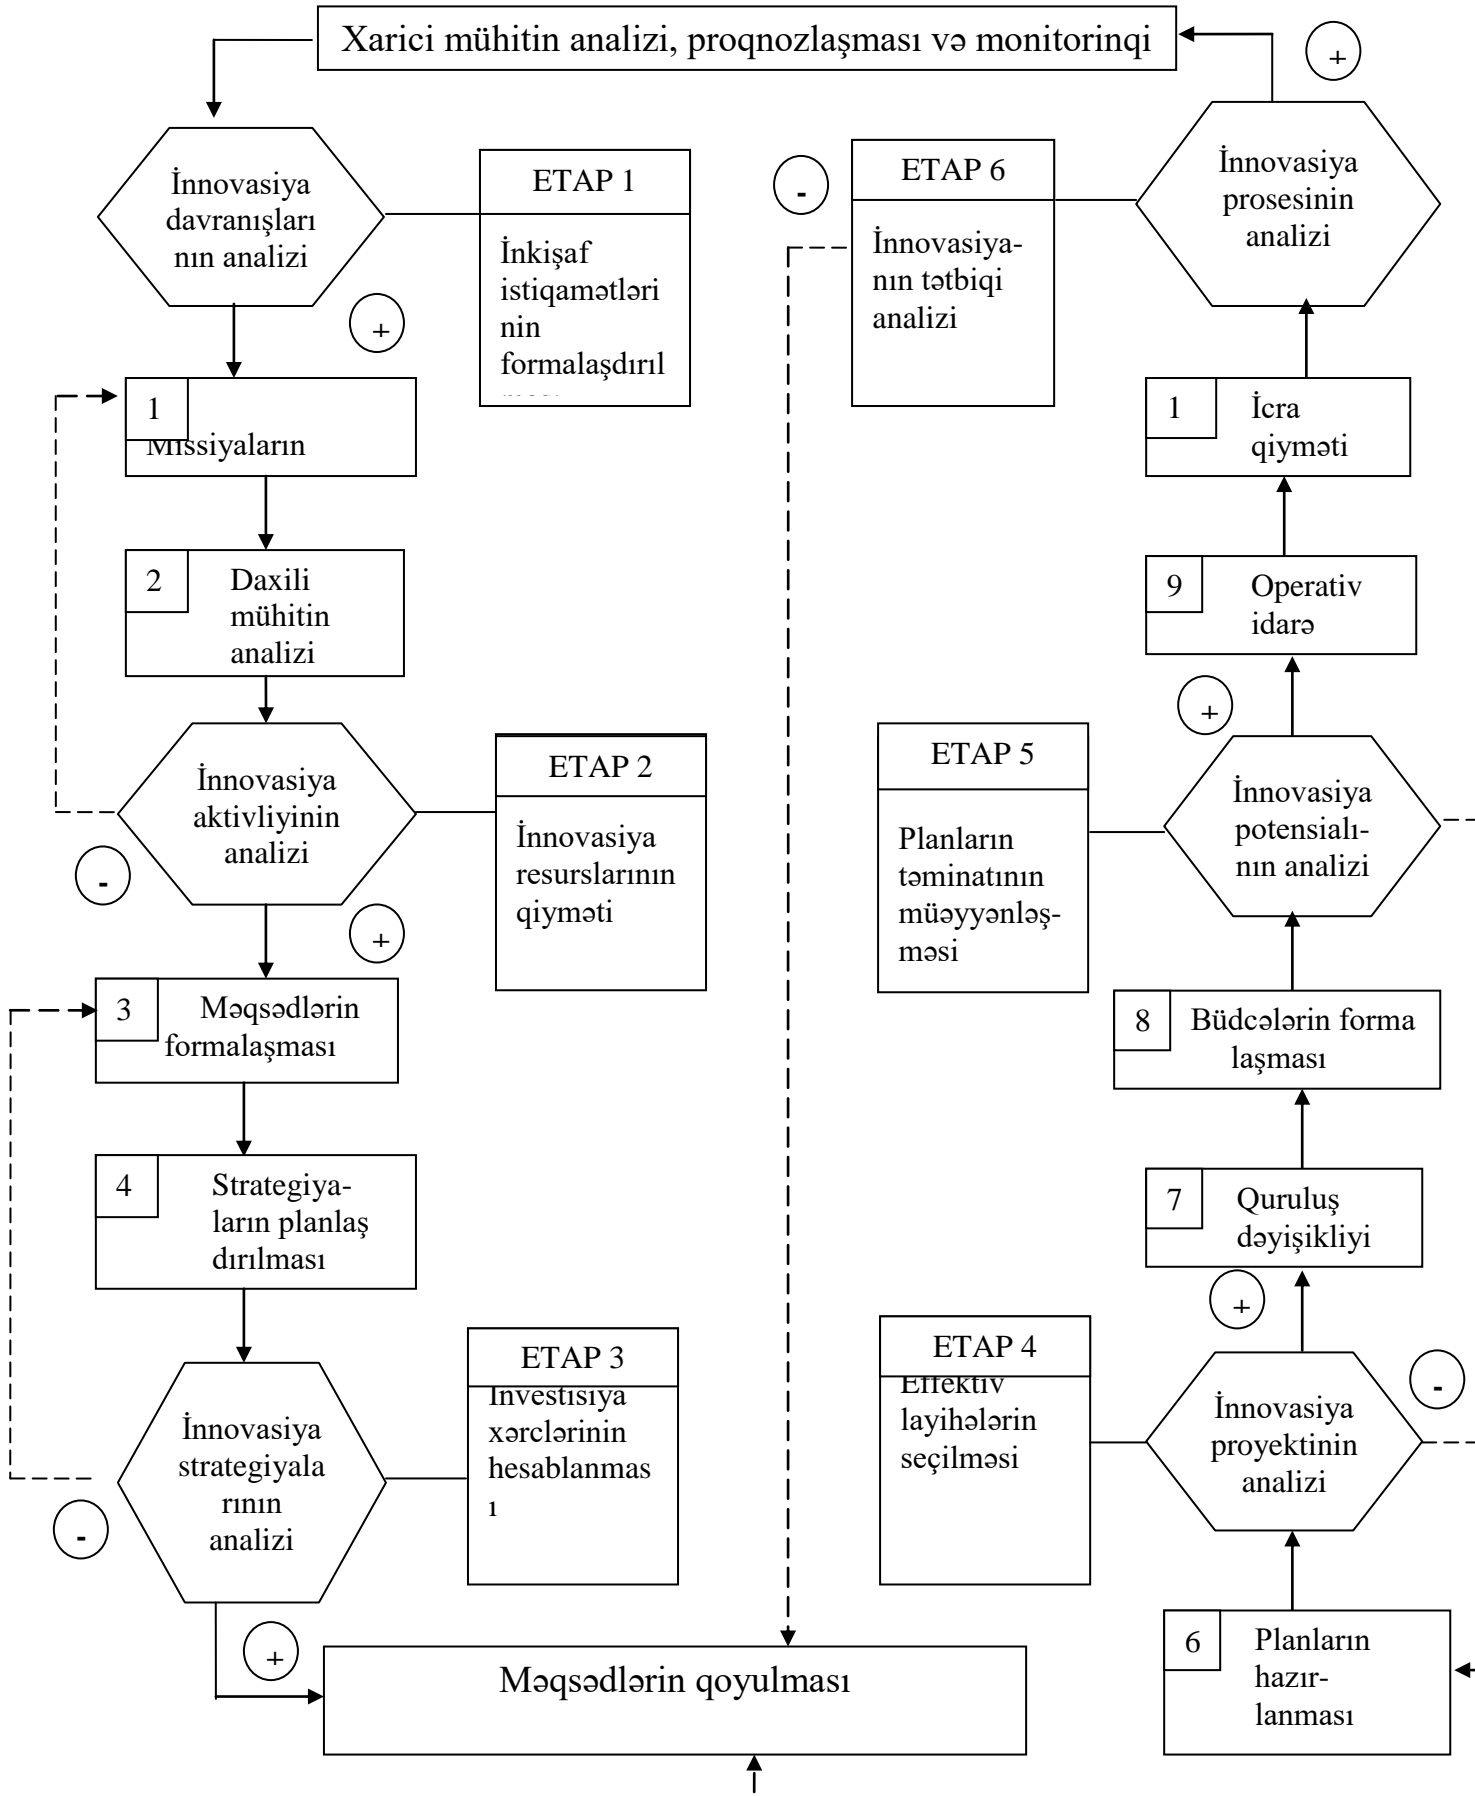 Xarici mühitin analizi, proqnozlaşması və monitorinqi
+
İnnovasiya
davranışları
nın analizi
ETAP 1
İnkişaf
istiqamətləri
nin
formalaşdırıl
+
1
Missiyaların
2
Daxili
mühitin
analizi
İnnovasiya
aktivliyinin
analizi
-
+
ETAP 2
İnnovasiya
resurslarının
qiyməti
3
Məqsədlərin
formalaşması
4
Strategiya-
ların planlaş
dırılması
İnnovasiya
strategiyala
rının
analizi
-
+
ETAP 3
İnvestisiya
xərclərinin
hesablanmas
ı
Məqsədlərin qoyulması
-
ETAP 6
İnnovasiya-
nın tətbiqi
analizi
İnnovasiya
prosesinin
analizi
1
İcra
qiyməti
9
Operativ
idarə
+
ETAP 5
Planların
təminatının
müəyyənləş-
məsi
İnnovasiya
potensialı-
nın analizi
8
Büdcələrin forma
laşması
7
Quruluş
dəyişikliyi
+
ETAP 4
Effektiv
layihələrin
seçilməsi
İnnovasiya
proyektinin
analizi
-
6
Planların
hazır-
lanması